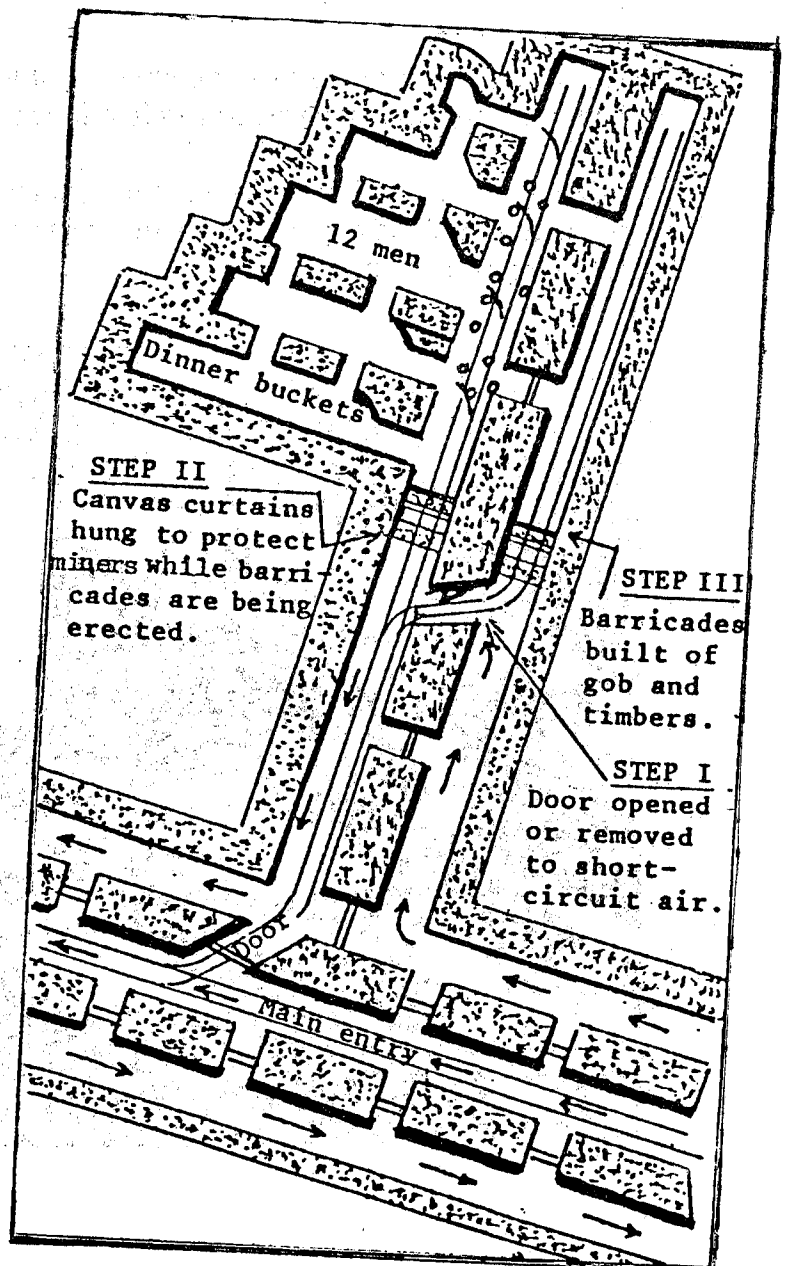 12 men
Dinner buckets
STEP II
Canvas curtains
hung to protect
miners while barri-
cades are being
erected.
STEP III
Barricades
built of
gob and
timbers.
STEP I
Door opened
or removed
to short-
circuit air.
Door
Main entry